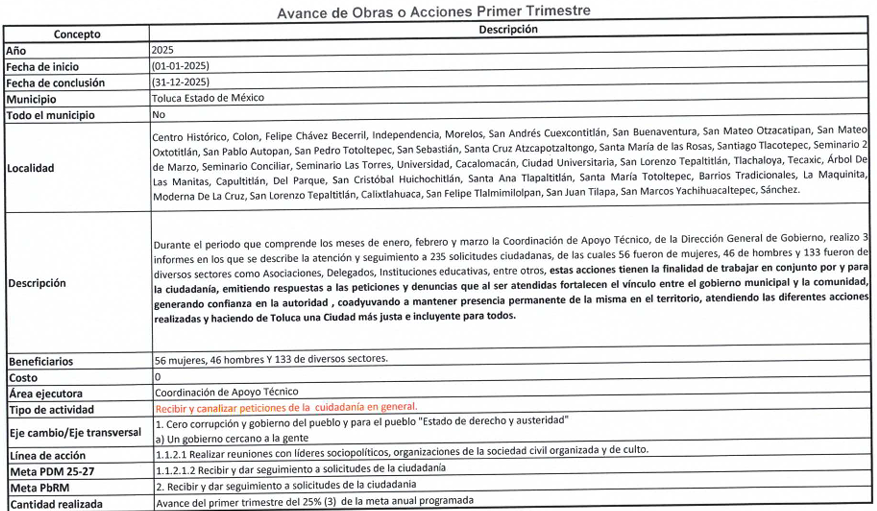 Avance de Obras o Acciones Primer Trimestre
Concepto Descripción
Año 2025
Fecha de inicio (01-01-2025)
Fecha de conclusión (31-12-2025)
Municipio Toluca Estado de México
Todo el municipio No
Localidad
Centro Histórico, Colon, Felipe Chávez Becerril, Independencia, Morelos, San Andrés Cuexcontitlán, San Buenaventura, San Mateo Otzacatipan, San Mateo
Oxtotitlán, San Pablo Autopan, San Pedro Totoltepec, San Sebastián, Santa Cruz Atzcapotzaltongo, Santa María de las Rosas, Santiago Tlacotepec, Seminario 2
de Marzo, Seminario Conciliar, Seminario Las Torres, Universidad, Cacalomacán, Ciudad Universitaria, San Lorenzo Tepaltitlán, Tlachaloya, Tecaxic, Árbol De
Las Manitas, Capultitlán, Del Parque, San Cristóbal Huichochitlán, Santa Ana Tlapaltitlán, Santa María Totoltepec, Barrios Tradicionales, La Maquinita,
Moderna De La Cruz, San Lorenzo Tepaltitlán, Calixtlahuaca, San Felipe Tlalmimilolpan, San Juan Tilapa, San Marcos Yachihuacaltepec, Sánchez.
Descripción
Durante el periodo que comprende los meses de enero, febrero y marzo la Coordinación de Apoyo Técnico, de la Dirección General de Gobierno, realizo 3
informes en los que se describe la atención y seguimiento a 235 solicitudes ciudadanas, de las cuales 56 fueron de mujeres, 46 de hombres y 133 fueron de
diversos sectores como Asociaciones, Delegados, Instituciones educativas, entre otros, estas acciones tienen la finalidad de trabajar en conjunto por y para
la ciudadanía, emitiendo respuestas a las peticiones y denuncias que al ser atendidas fortalecen el vínculo entre el gobierno municipal y la comunidad,
generando confianza en la autoridad , coadyuvando a mantener presencia permanente de la misma en el territorio, atendiendo las diferentes acciones
realizadas y haciendo de Toluca una Ciudad más justa e incluyente para todos.
Beneficiarios 56 mujeres, 46 hombres Y 133 de diversos sectores.
Costo 0
Área ejecutora Coordinación de Apoyo Técnico
Tipo de actividad Recibir y canalizar peticiones de la cuidadanía en general.
Eje cambio/Eje transversal
1. Cero corrupción y gobierno del pueblo y para el pueblo "Estado de derecho y austeridad"
a) Un gobierno cercano a la gente
Línea de acción 1.1.2.1 Realizar reuniones con líderes sociopolíticos, organizaciones de la sociedad civil organizada y de culto.
Meta PDM 25-27 1.1.2.1.2 Recibir y dar seguimiento a solicitudes de la ciudadanía
Meta PbRM 2. Recibir y dar seguimiento a solicitudes de la ciudadania
Cantidad realizada Avance del primer trimestre del 25% (3) de la meta anual programada